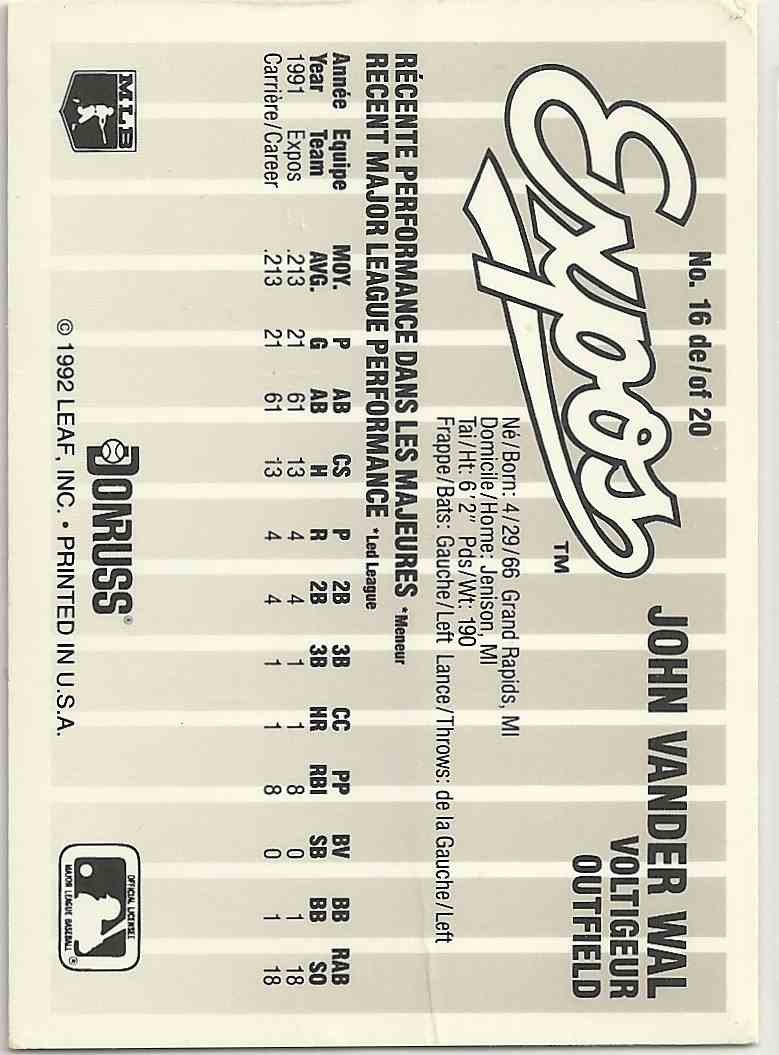 No. 16 de/of 20
Expos TM
JOHN VANDER WAL
VOLTIGEUR
OUTFIELD
Né/Born: 4/29/66 Grand Rapids, MI
Domicile/Home: Jenison, MI
Tai/Ht: 6'2" Pds/Wt: 190
Frappe/Bats: Gauche/Left Lance/Throws: de la Gauche/Left
RÉCENTE PERFORMANCE DANS LES MAJEURES *Meneur
RECENT MAJOR LEAGUE PERFORMANCE *Led League
Année Equipe MOY. P AB CS P 2B 3B CC PP BV BB RAB
Year Team AVG. G AB H R 2B 3B HR RBI SB BB SO
1991 Expos .213 21 61 13 4 4 1 1 8 0 1 18
Carrière/Career .213 21 61 13 4 4 1 1 8 0 1 18
MLB
DONRUSS®
OFFICIAL LICENSEE
MAJOR LEAGUE BASEBALL ®
© 1992 LEAF, INC. • PRINTED IN U.S.A.